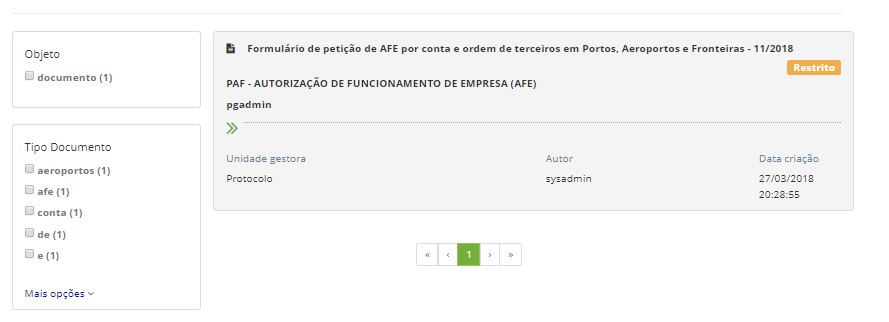 Objeto
documento (1)
Tipo Documento
aeroportos (1)
afe (1)
conta (1)
de (1)
e (1)
Mais opções
Formulário de petição de AFE por conta e ordem de terceiros em Portos, Aeroportos e Fronteiras - 11/2018
Restrito
PAF - AUTORIZAÇÃO DE FUNCIONAMENTO DE EMPRESA (AFE)
pgadmin
Unidade gestora Autor Data criação
Protocolo sysadmin 27/03/2018
20:28:55
« ‹ 1 › »